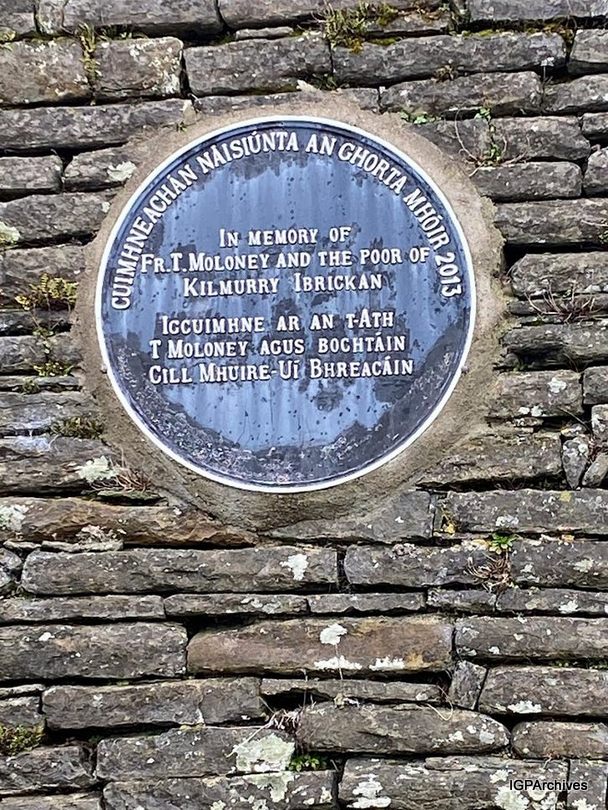 CUIMHNEACHÁN NÁISIÚNTA AN GHORTA MHÓIR 2013
IN MEMORY OF
FR.T.MOLONEY AND THE POOR OF
KILMURRY IBRICKAN
IGCUIMHNE AR AN T-ATH
T MOLONEY AGUS BOCHTÁIN
CILL MHUIRE-UÍ BHREACÁIN
IGPArchives